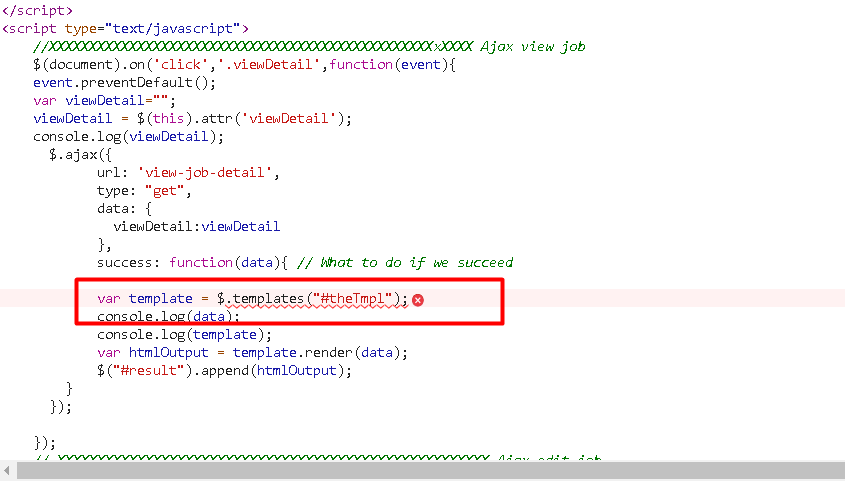 </script>
<script type="text/javascript">
//XXXXXXXXXXXXXXXXXXXXXXXXXXXXXXXXXXXXXXXXXXXXXXXXxXXXX Ajax view job
$(document).on('click','.viewDetail',function(event){
event.preventDefault();
var viewDetail="";
viewDetail = $(this).attr('viewDetail');
console.log(viewDetail);
$.ajax({
url: 'view-job-detail',
type: "get",
data: {
viewDetail:viewDetail
},
success: function(data){ // What to do if we succeed
var template = $.templates("#theTmpl");
console.log(data);
console.log(template);
var htmlOutput = template.render(data);
$("#result").append(htmlOutput);
}
});
});
// XXXXXXXXXXXXXXXXXXXXXXXXXXXXXXXXXXXXXXXXXXXXXXXXXXXXXX Ajax edit job